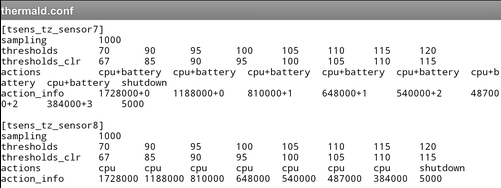 thermald.conf
[tsens_tz_sensor7]
sampling 1000
thresholds 70 90 95 100 105 110 115 120
thresholds_clr 67 85 90 95 100 105 110 115
actions cpu+battery cpu+battery cpu+battery cpu+battery cpu+battery cpu+b
attery cpu+battery shutdown
action_info 1728000+0 1188000+0 810000+1 648000+1 540000+2 48700
0+2 384000+3 5000
[tsens_tz_sensor8]
sampling 1000
thresholds 70 90 95 100 105 110 115 120
thresholds_clr 67 85 90 95 100 105 110 115
actions cpu cpu cpu cpu cpu cpu cpu shutdown
action_info 1728000 1188000 810000 648000 540000 487000 384000 5000